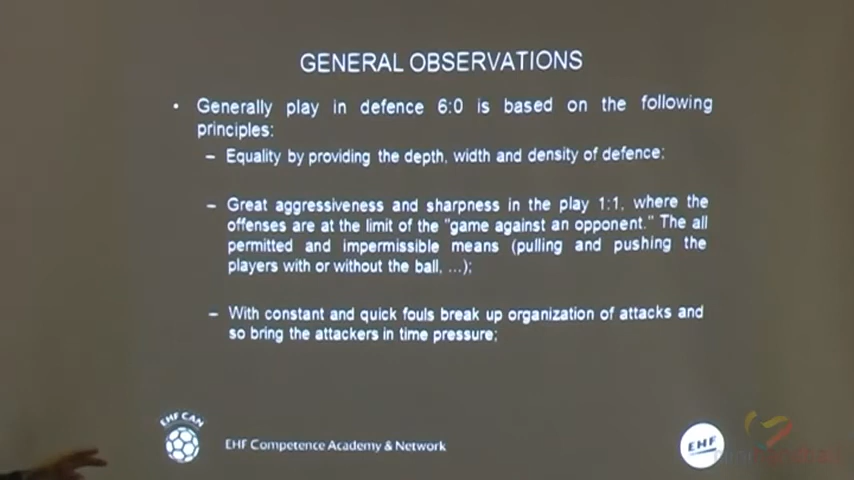 GENERAL OBSERVATIONS
• Generally play in defence 6:0 is based on the following
principles:
– Equality by providing the depth, width and density of defence;
– Great aggressiveness and sharpness in the play 1:1, where the
offenses are at the limit of the "game against an opponent." The all
permitted and impermissible means (pulling and pushing the
players with or without the ball, ...);
– With constant and quick fouls break up organization of attacks and
so bring the attackers in time pressure;
EHF CAN
EHF Competence Academy & Network
EHF